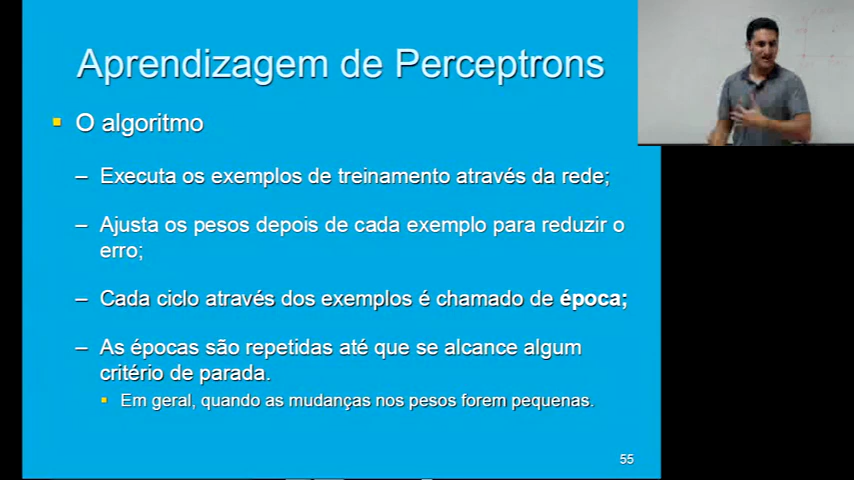 Aprendizagem de Perceptrons
O algoritmo
– Executa os exemplos de treinamento através da rede;
– Ajusta os pesos depois de cada exemplo para reduzir o
erro;
– Cada ciclo através dos exemplos é chamado de época;
– As épocas são repetidas até que se alcance algum
critério de parada.
Em geral, quando as mudanças nos pesos forem pequenas.
55